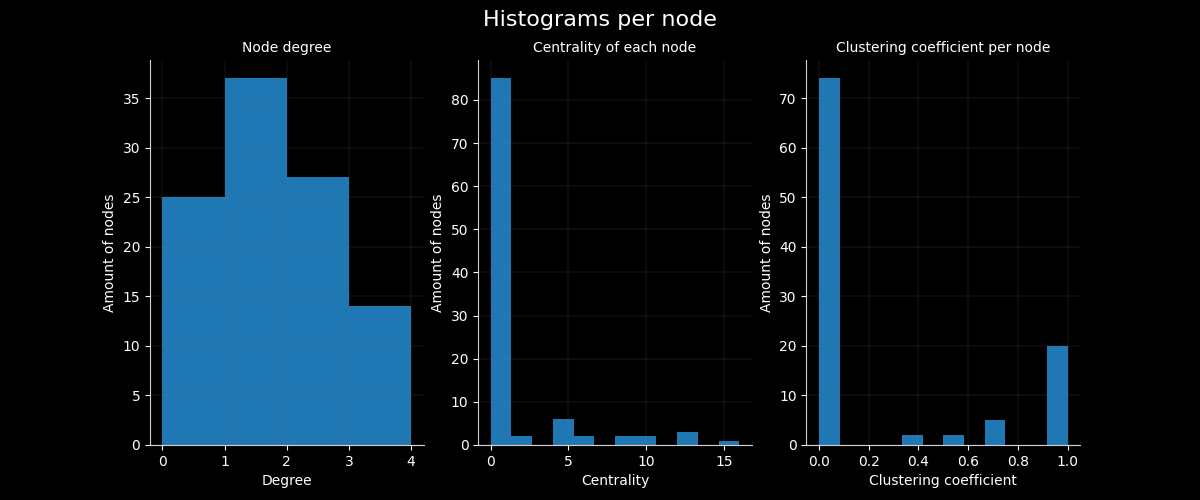 Histograms per node
Node degree
Amount of nodes
35
30
25
20
15
10
5
0
0 1 2 3 4
Degree
Centrality of each node
Amount of nodes
80
70
60
50
40
30
20
10
0
0 5 10 15
Centrality
Clustering coefficient per node
Amount of nodes
70
60
50
40
30
20
10
0
0.0 0.2 0.4 0.6 0.8 1.0
Clustering coefficient